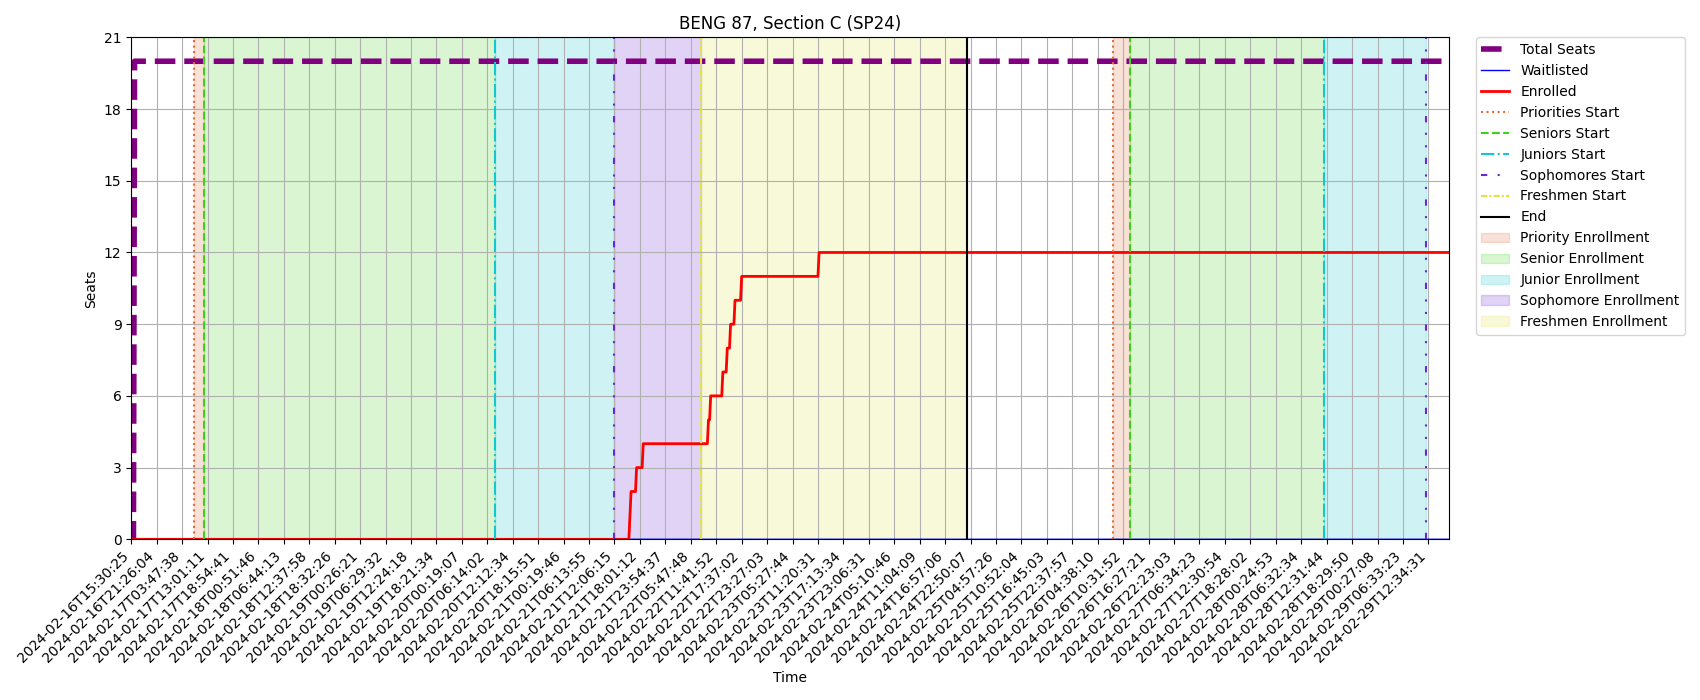 BENG 87, Section C (SP24)
21
18
15
12
9
6
3
0
Seats
2024-02-16T15:30:25
2024-02-16T21:26:04
2024-02-17T03:47:38
2024-02-17T13:01:11
2024-02-17T18:54:41
2024-02-18T00:51:46
2024-02-18T06:44:13
2024-02-18T12:37:58
2024-02-18T18:32:26
2024-02-19T00:26:21
2024-02-19T06:29:32
2024-02-19T12:24:18
2024-02-19T18:21:34
2024-02-20T00:19:07
2024-02-20T06:14:02
2024-02-20T12:12:34
2024-02-20T18:15:51
2024-02-21T00:19:46
2024-02-21T06:13:55
2024-02-21T12:06:15
2024-02-21T18:01:12
2024-02-21T23:54:37
2024-02-22T05:47:48
2024-02-22T11:41:52
2024-02-22T17:37:02
2024-02-22T23:27:03
2024-02-23T05:27:44
2024-02-23T11:20:31
2024-02-23T17:13:34
2024-02-23T23:06:31
2024-02-24T05:10:46
2024-02-24T11:04:09
2024-02-24T16:57:06
2024-02-24T22:50:07
2024-02-25T04:57:26
2024-02-25T10:52:04
2024-02-25T16:45:03
2024-02-25T22:37:57
2024-02-26T04:38:10
2024-02-26T10:31:52
2024-02-26T16:27:21
2024-02-26T22:23:03
2024-02-27T06:34:23
2024-02-27T12:30:54
2024-02-27T18:28:02
2024-02-28T00:24:53
2024-02-28T06:32:34
2024-02-28T12:31:44
2024-02-28T18:29:50
2024-02-29T00:27:08
2024-02-29T06:33:23
2024-02-29T12:34:31
Time
Total Seats
Waitlisted
Enrolled
Priorities Start
Seniors Start
Juniors Start
Sophomores Start
Freshmen Start
End
Priority Enrollment
Senior Enrollment
Junior Enrollment
Sophomore Enrollment
Freshmen Enrollment